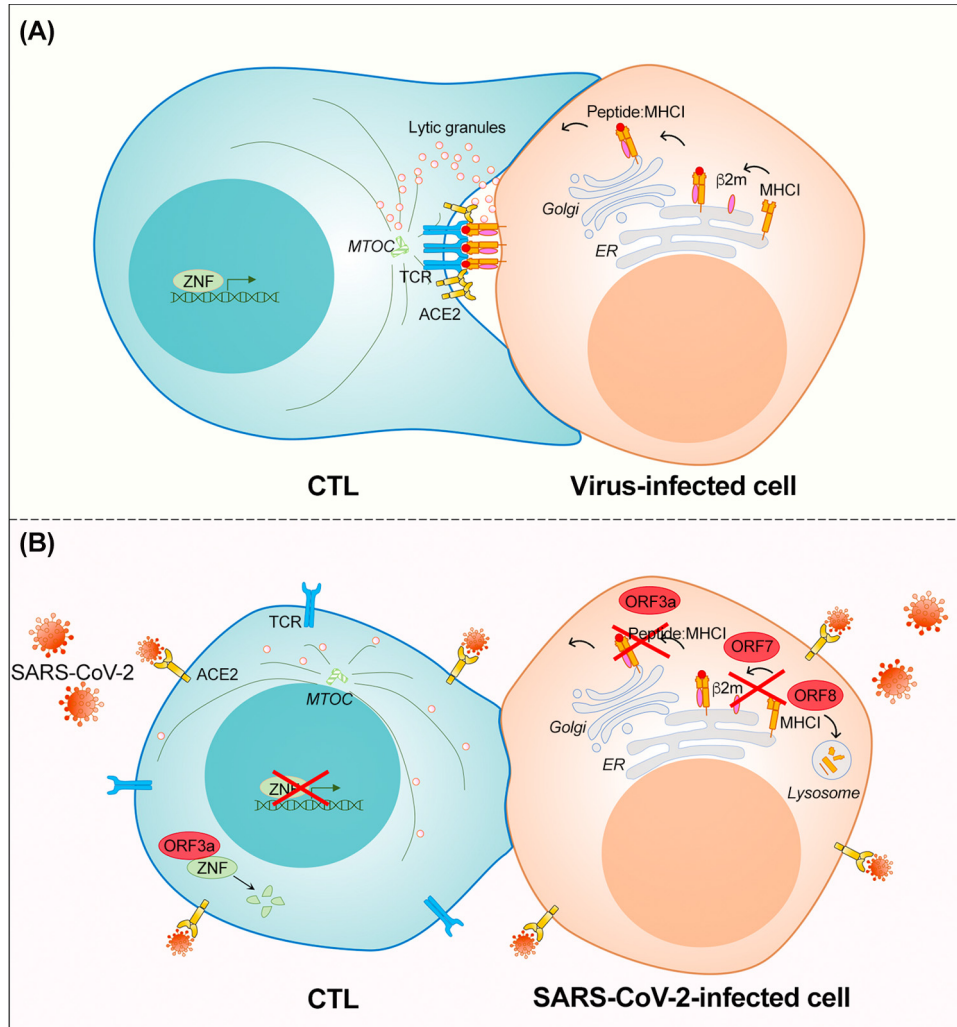 (A)
Lytic granules
Peptide:MHCI
β2m
MHCI
Golgi
ER
MTOC
TCR
ACE2
ZNF
CTL
Virus-infected cell
(B)
TCR
SARS-CoV-2
ACE2
MTOC
ZNF
ORF3a
ZNF
ORF3a
Peptide:MHCI
ORF7
β2m
ORF8
MHCI
Golgi
ER
Lysosome
CTL
SARS-CoV-2-infected cell